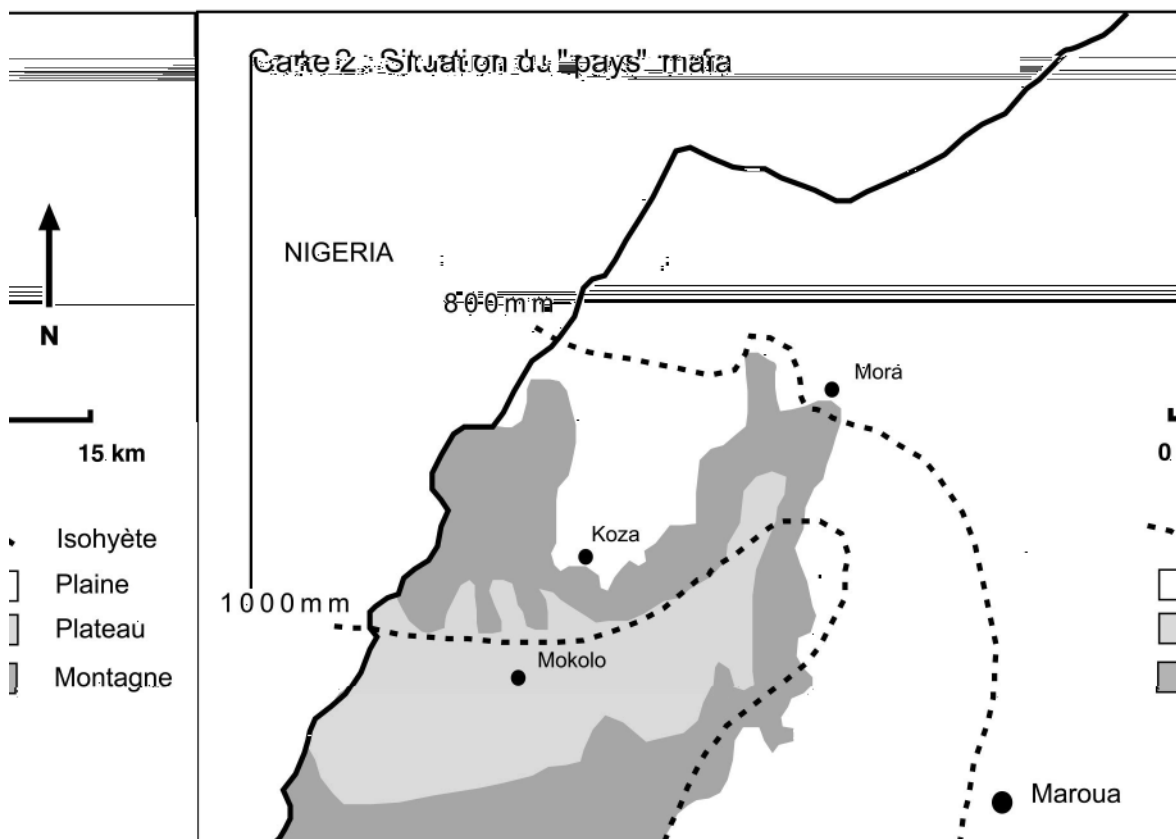 Carte 2 : Situation du "pays" mafa
NIGERIA
800mm
N
Mora
15 km
0
Koza
Isohyète
Plaine
1000mm
Plateau
Mokolo
Montagne
Maroua